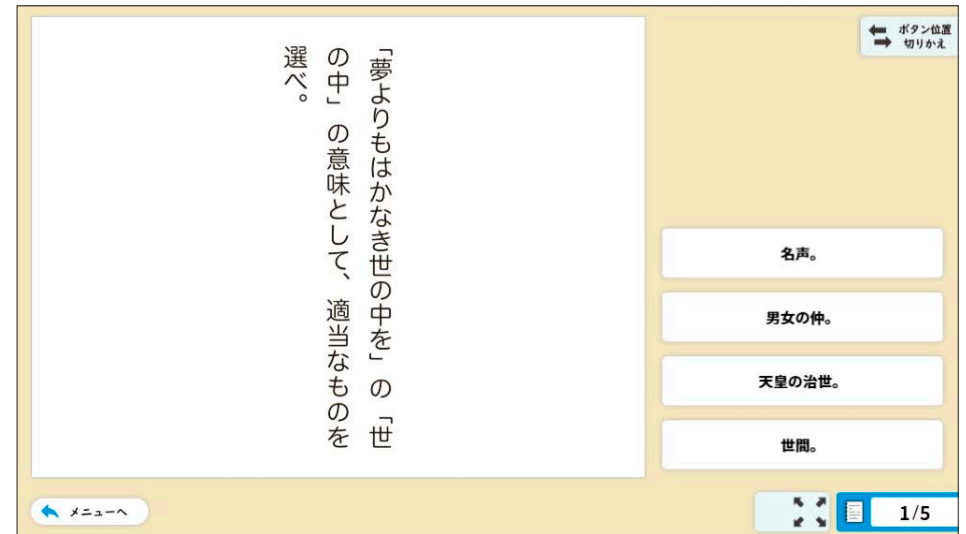 「夢よりもはかなき世の中を」の「世
の中」の意味として、適当なものを
選べ。
ボタン位置
切りかえ
名声。
男女の仲。
天皇の治世。
世間。
メニューへ
1/5